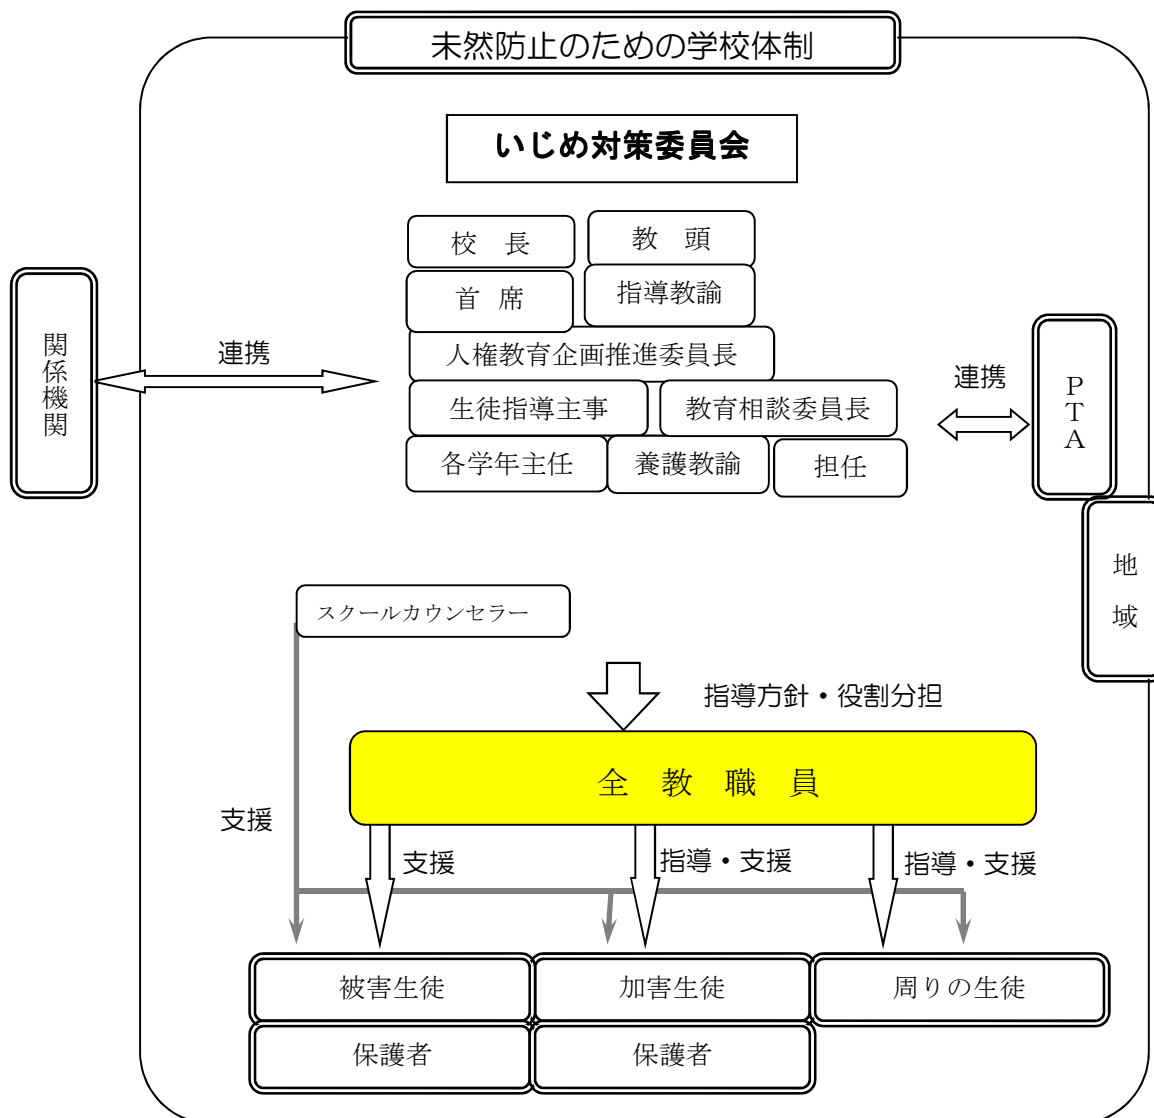 未然防止のための学校体制
いじめ対策委員会
校　長
教　頭
首　席
指導教諭
人権教育企画推進委員長
生徒指導主事
教育相談委員長
各学年主任
養護教諭
担任
関係機関
連携
連携
ＰＴＡ
地域
スクールカウンセラー
指導方針・役割分担
全　教　職　員
支援
支援
指導・支援
指導・支援
被害生徒
加害生徒
周りの生徒
保護者
保護者